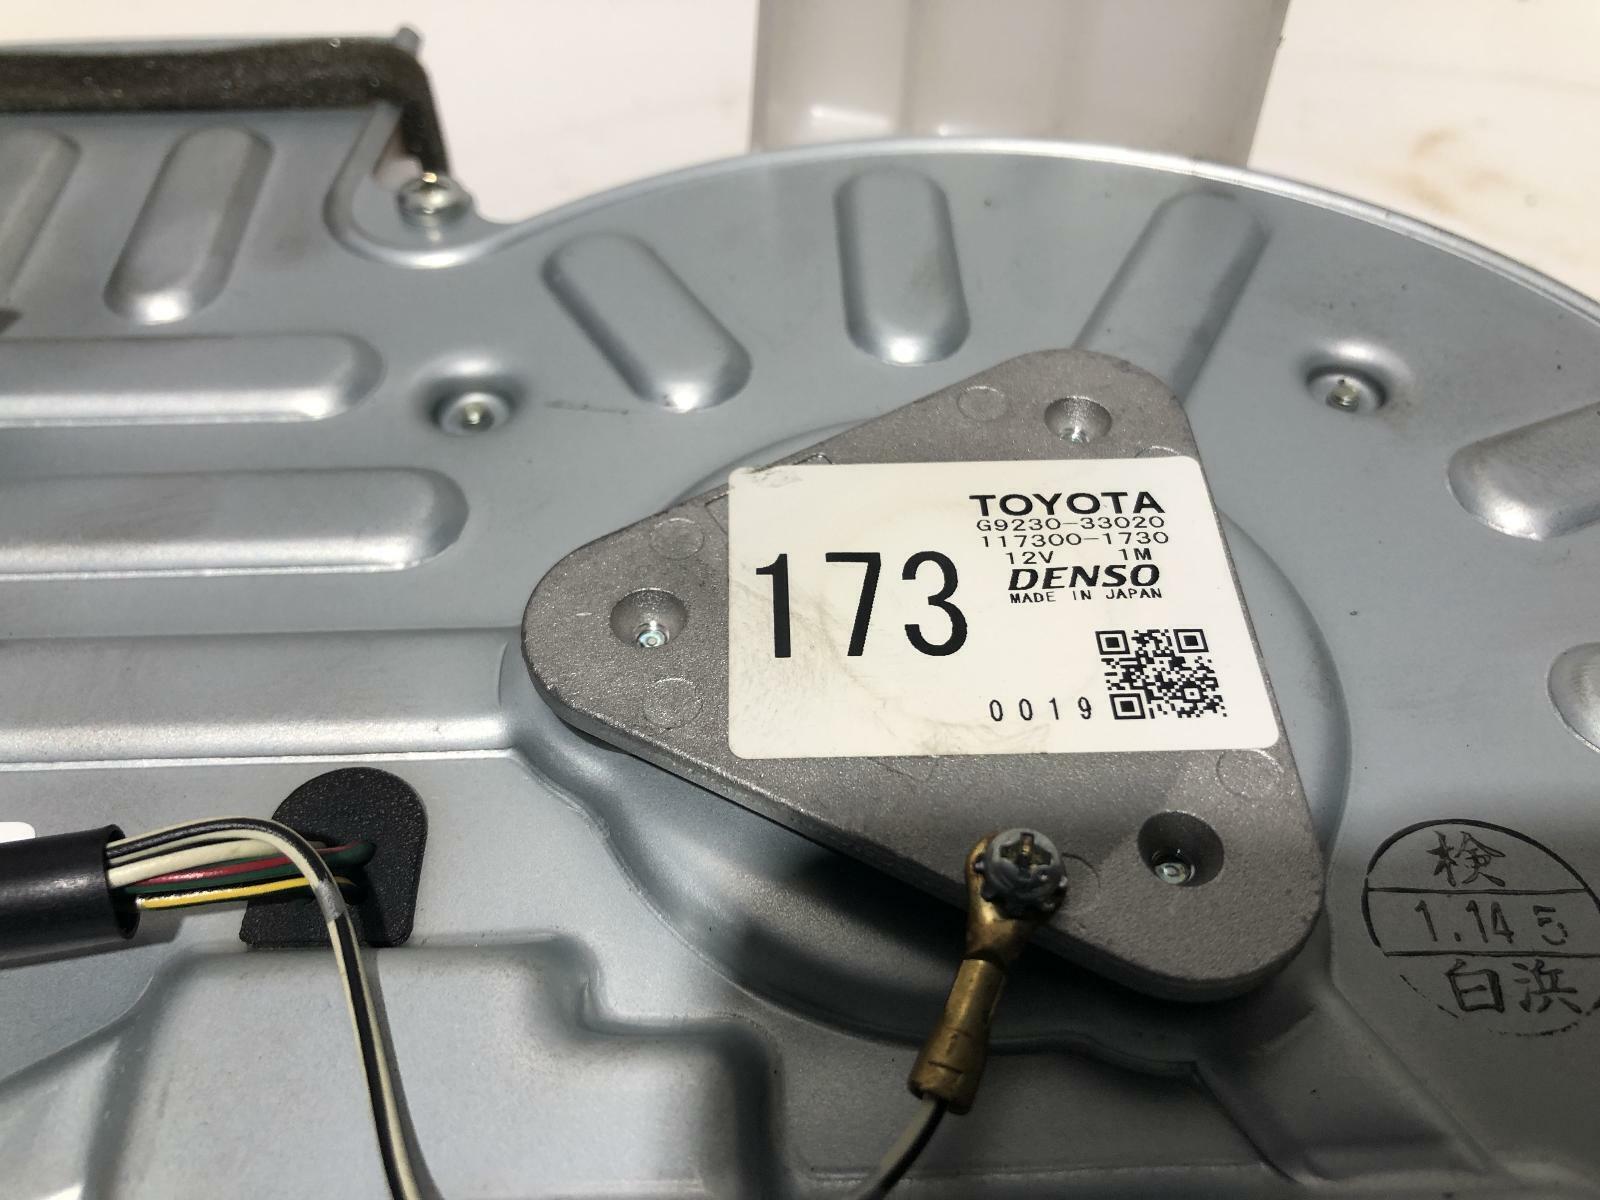 TOYOTA
G9230-33020
117300-1730
12V 1M
DENSO
MADE IN JAPAN
173
0019
検
1.14 5
白浜